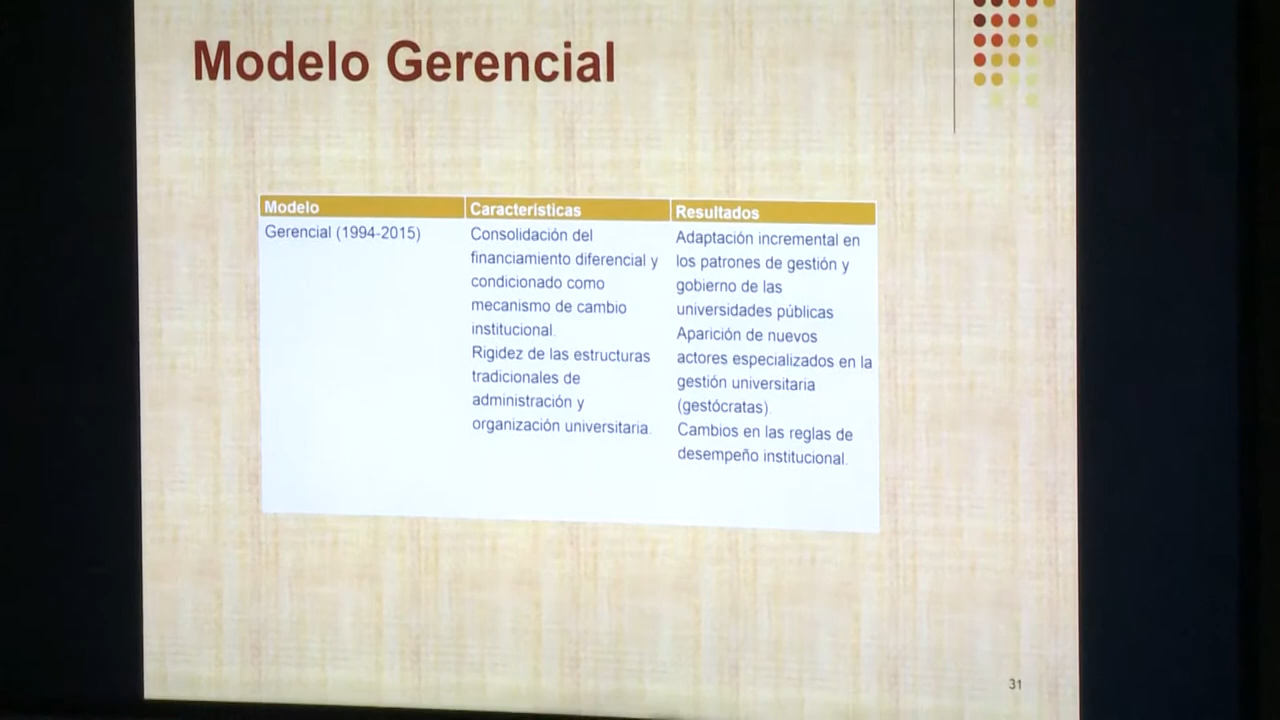 Modelo Gerencial
Modelo
Características
Resultados
Gerencial (1994-2015)
Consolidación del
financiamiento diferencial y
condicionado como
mecanismo de cambio
institucional.
Rigidez de las estructuras
tradicionales de
administración y
organización universitaria.
Adaptación incremental en
los patrones de gestión y
gobierno de las
universidades públicas
Aparición de nuevos
actores especializados en la
gestión universitaria
(gestócratas).
Cambios en las reglas de
desempeño institucional.
31